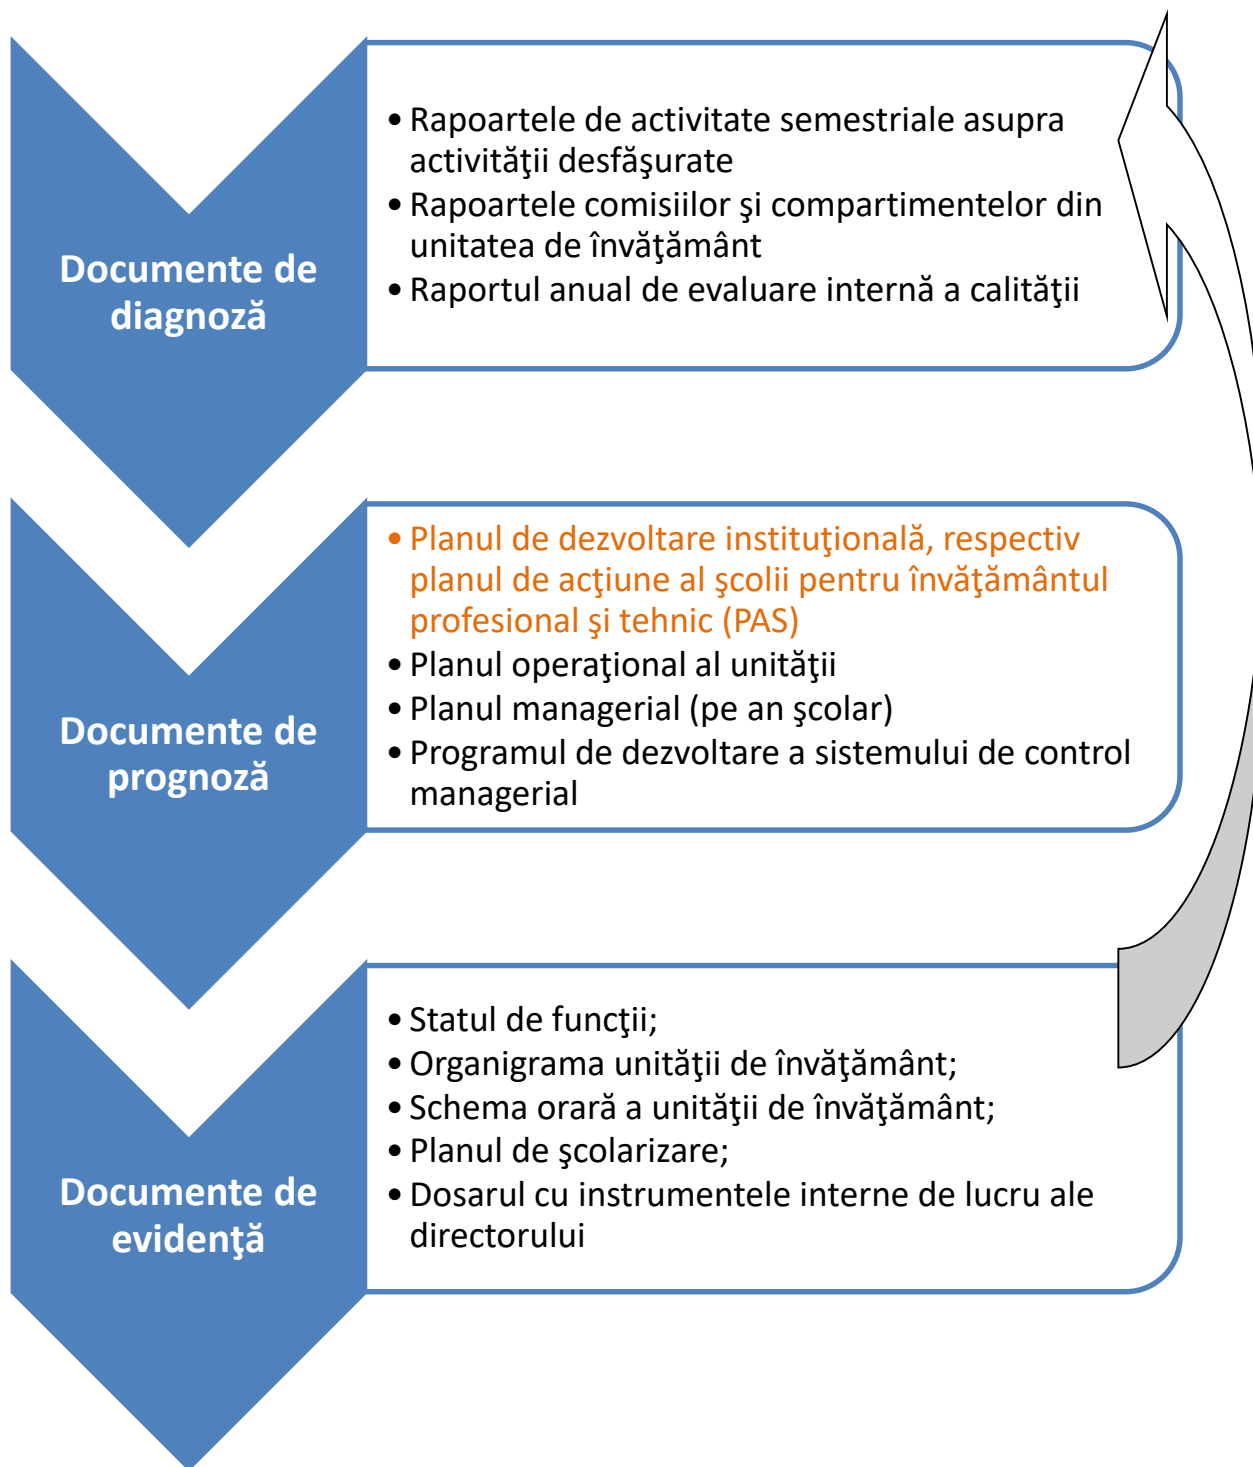 Documente de
diagnoză
• Rapoartele de activitate semestriale asupra
activităţii desfăşurate
• Rapoartele comisiilor şi compartimentelor din
unitatea de învăţământ
• Raportul anual de evaluare internă a calităţii
Documente de
prognoză
• Planul de dezvoltare instituţională, respectiv
planul de acţiune al şcolii pentru învăţământul
profesional şi tehnic (PAS)
• Planul operaţional al unităţii
• Planul managerial (pe an şcolar)
• Programul de dezvoltare a sistemului de control
managerial
Documente de
evidenţă
• Statul de funcţii;
• Organigrama unităţii de învăţământ;
• Schema orară a unităţii de învăţământ;
• Planul de şcolarizare;
• Dosarul cu instrumentele interne de lucru ale
directorului